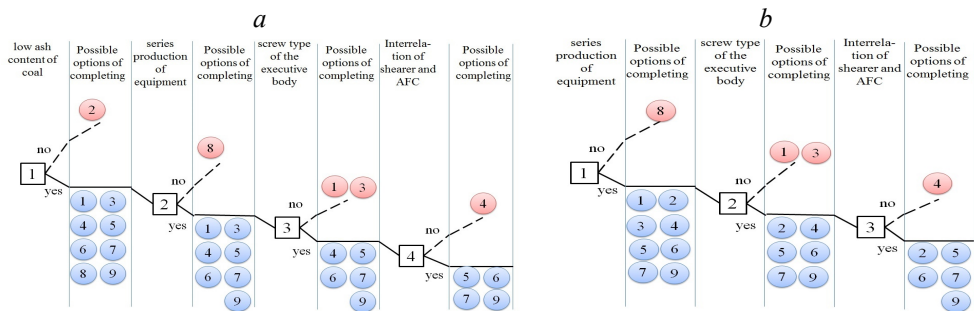 a
low ash
content of
coal
Possible
options of
completing
series
production
of
equipment
Possible
options of
completing
screw type
of the
executive
body
Possible
options of
completing
Interrela-
tion of
shearer and
AFC
Possible
options of
completing
2
no
1
yes
1 3
4 5
6 7
8 9
8
no
2
yes
1 3
4 5
6 7
9
1 3
no
3
yes
4 5
6 7
9
4
no
4
yes
5 6
7 9
b
series
production
of
equipment
Possible
options of
completing
screw type
of the
executive
body
Possible
options of
completing
Interrela-
tion of
shearer and
AFC
Possible
options of
completing
8
no
1
yes
1 2
3 4
5 6
7 9
1 3
no
2
yes
2 4
5 6
7 9
4
no
3
yes
2 5
6 7
9